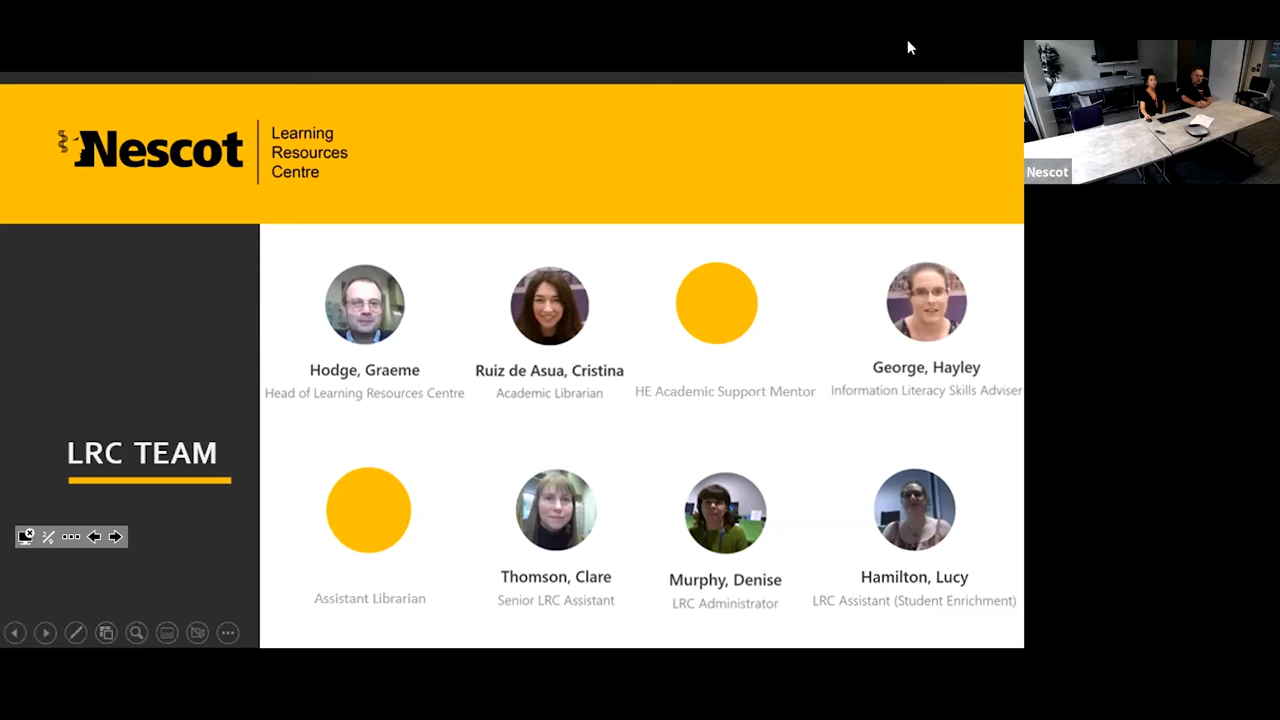 Nescot
Learning
Resources
Centre
Nescot
Hodge, Graeme
Head of Learning Resources Centre
Ruiz de Asua, Cristina
Academic Librarian
HE Academic Support Mentor
George, Hayley
Information Literacy Skills Adviser
LRC TEAM
Assistant Librarian
Thomson, Clare
Senior LRC Assistant
Murphy, Denise
LRC Administrator
Hamilton, Lucy
LRC Assistant (Student Enrichment)